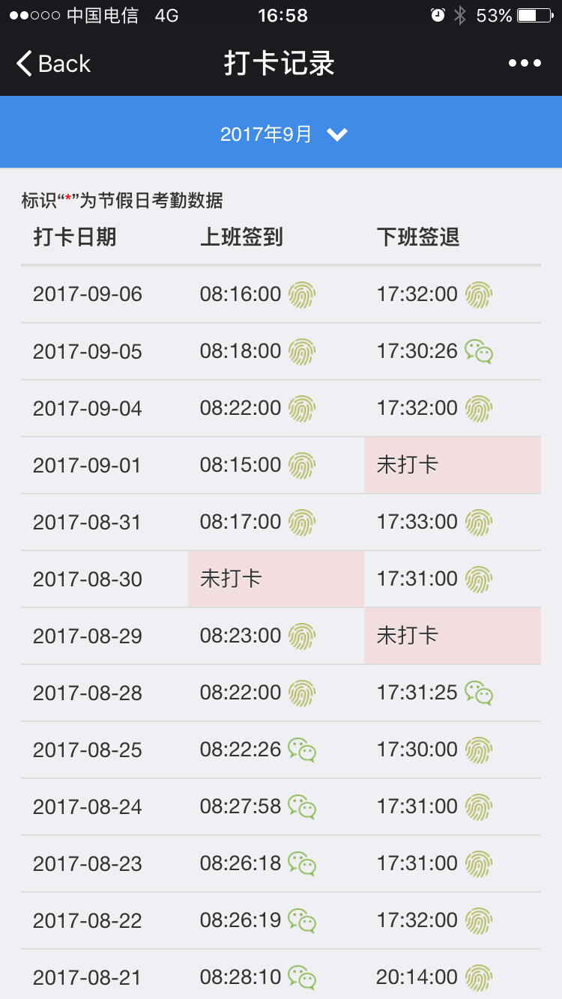 中国电信 4G 16:58 53%
Back 打卡记录
2017年9月
标识“*”为节假日考勤数据
打卡日期 上班签到 下班签退
2017-09-06 08:16:00 17:32:00
2017-09-05 08:18:00 17:30:26
2017-09-04 08:22:00 17:32:00
2017-09-01 08:15:00 未打卡
2017-08-31 08:17:00 17:33:00
2017-08-30 未打卡 17:31:00
2017-08-29 08:23:00 未打卡
2017-08-28 08:22:00 17:31:25
2017-08-25 08:22:26 17:30:00
2017-08-24 08:27:58 17:31:00
2017-08-23 08:26:18 17:31:00
2017-08-22 08:26:19 17:32:00
2017-08-21 08:28:10 20:14:00